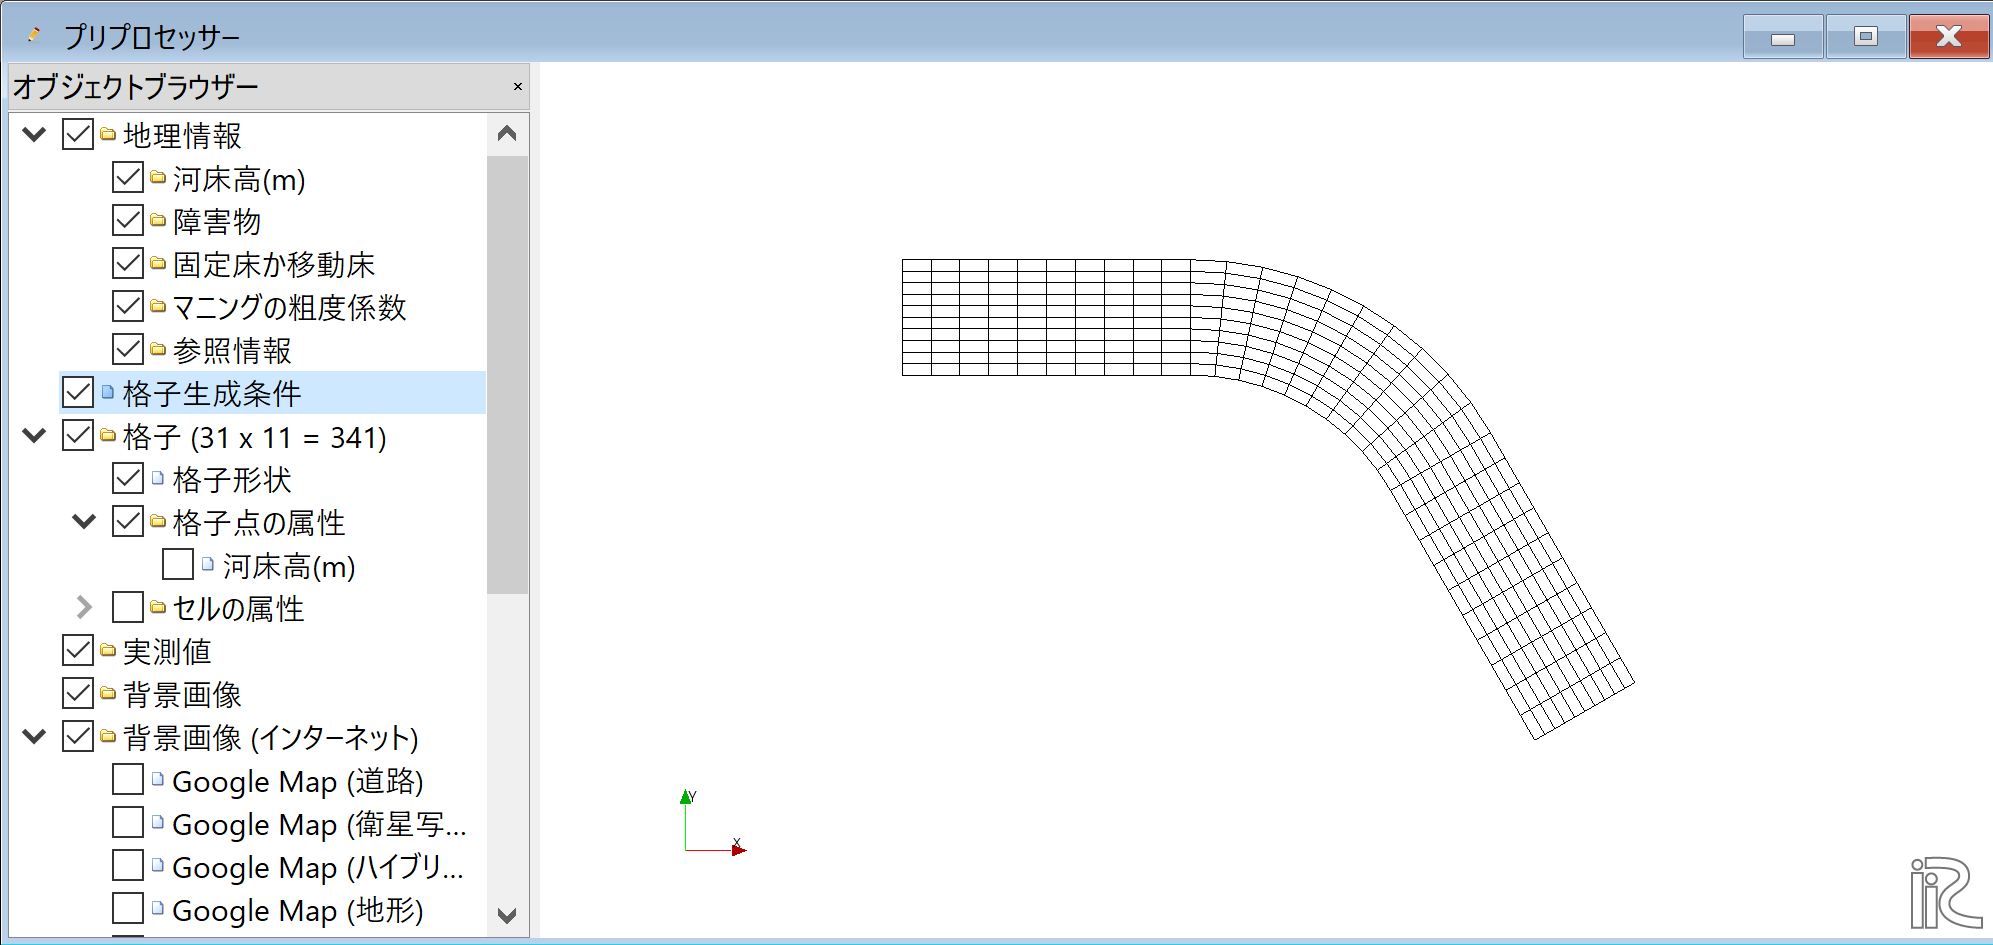 プリプロセッサー
オブジェクトブラウザー
地理情報
河床高(m)
障害物
固定床か移動床
マニングの粗度係数
参照情報
格子生成条件
格子 (31 x 11 = 341)
格子形状
格子点の属性
河床高(m)
セルの属性
実測値
背景画像
背景画像 (インターネット)
Google Map (道路)
Google Map (衛星写...
Google Map (ハイブリ...
Google Map (地形)
Y
X
iRIC